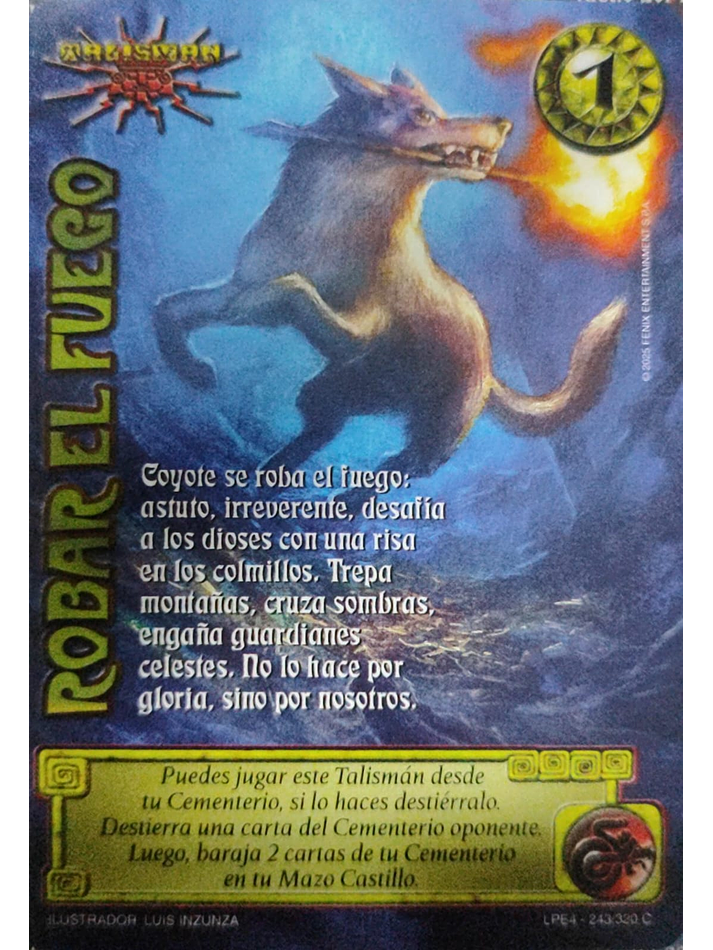 TALISMAN
1
ROBAR EL FUEGO
© 2025 FENIX ENTERTAINMENT S.P.A
Coyote se roba el fuego:
astuto, irreverente, desafía
a los dioses con una risa
en los colmillos. Trepa
montañas, cruza sombras,
engaña guardianes
celestes. No lo hace por
gloria, sino por nosotros.
Puedes jugar este Talismán desde
tu Cementerio, si lo haces destiérralo.
Destierra una carta del Cementerio oponente.
Luego, baraja 2 cartas de tu Cementerio
en tu Mazo Castillo.
ILUSTRADOR LUIS INZUNZA
LPE4 - 243/320 C